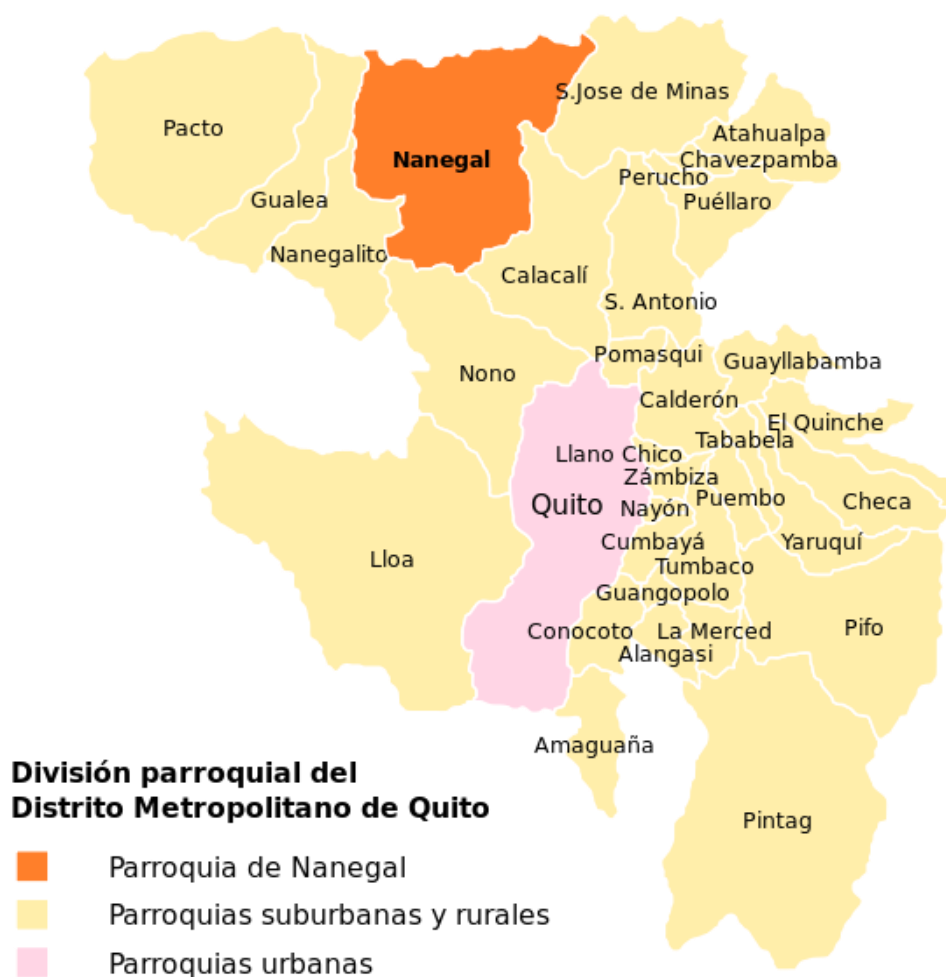 S.Jose de Minas
Pacto
Atahualpa
Nanegal
Chavezpamba
Perucho
Gualea
Puéllaro
Nanegalito
Calacalí
S. Antonio
Pomasqui
Guayllabamba
Nono
Calderón
El Quinche
Tababela
Llano Chico
Zámbiza
Puembo
Checa
Quito
Nayón
Cumbayá
Yaruquí
Lloa
Tumbaco
Guangopolo
Conocoto
La Merced
Pifo
Alangasi
Amaguaña
División parroquial del
Distrito Metropolitano de Quito
Pintag
Parroquia de Nanegal
Parroquias suburbanas y rurales
Parroquias urbanas